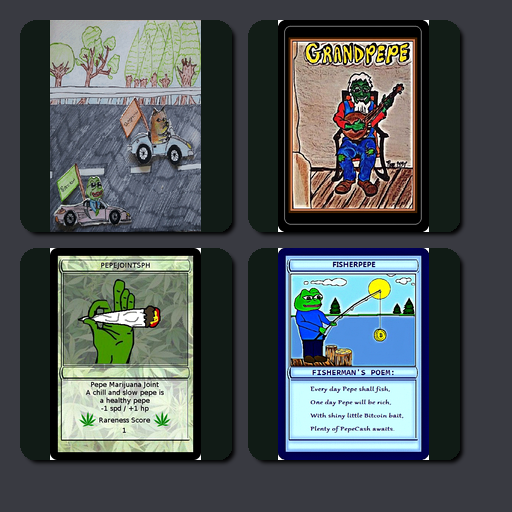 GRANDPEPE
PEPEJOINTSPH
Pepe Marijuana Joint
A chill and slow pepe is
a healthy pepe
-1 spd / +1 hp
Rareness Score
1
FISHERPEPE
FISHERMAN'S POEM:
Every day Pepe shall fish,
One day Pepe will be rich,
With shiny little Bitcoin bait,
Plenty of PepeCash awaits.